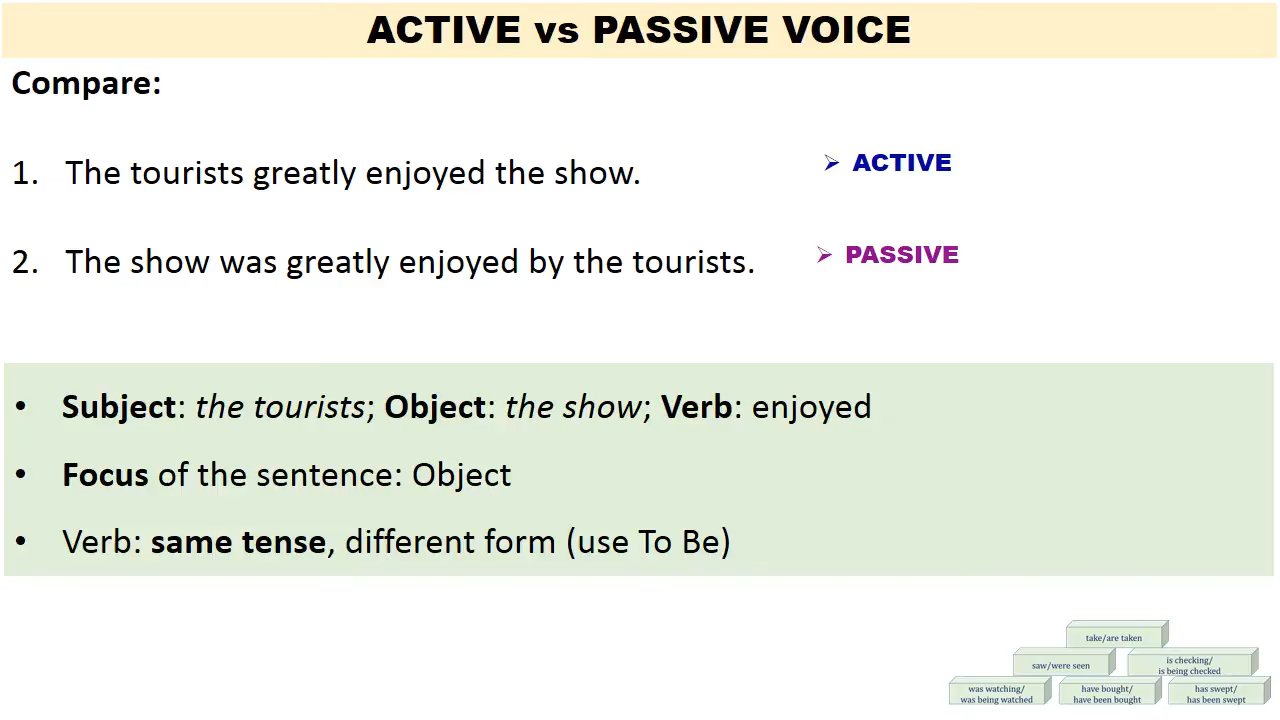 ACTIVE vs PASSIVE VOICE
Compare:
1. The tourists greatly enjoyed the show.
➢ ACTIVE
2. The show was greatly enjoyed by the tourists.
➢ PASSIVE
• Subject: the tourists; Object: the show; Verb: enjoyed
• Focus of the sentence: Object
• Verb: same tense, different form (use To Be)
take/are taken
saw/were seen
is checking/
is being checked
was watching/
was being watched
have bought/
have been bought
has swept/
has been swept